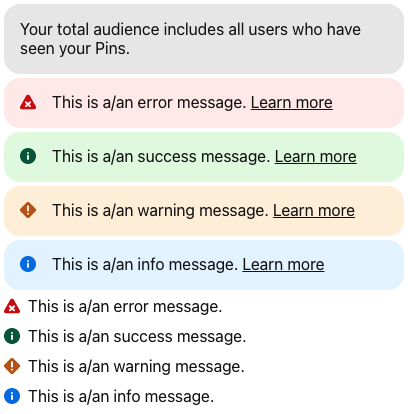 Your total audience includes all users who have
seen your Pins.
This is a/an error message. Learn more
This is a/an success message. Learn more
This is a/an warning message. Learn more
This is a/an info message. Learn more
This is a/an error message.
This is a/an success message.
This is a/an warning message.
This is a/an info message.